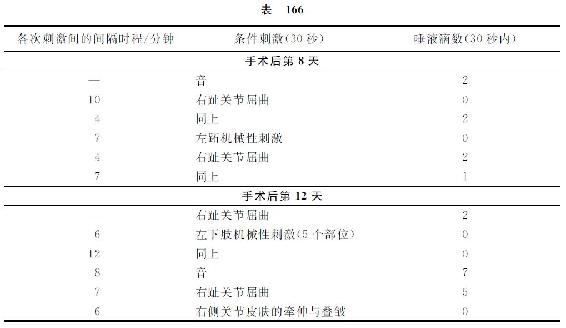 表 166
各次刺激间的间隔时程/分钟 条件刺激(30秒) 唾液滴数(30秒内)
手术后第 8 天
— 音 2
10 右趾关节屈曲 0
4 同上 2
7 左跖机械性刺激 0
4 右趾关节屈曲 2
7 同上 1
手术后第 12 天
— 右趾关节屈曲 2
6 左下肢机械性刺激(5个部位) 0
12 同上 0
8 音 7
7 右趾关节屈曲 5
6 右侧关节皮肤的牵伸与叠皱 0